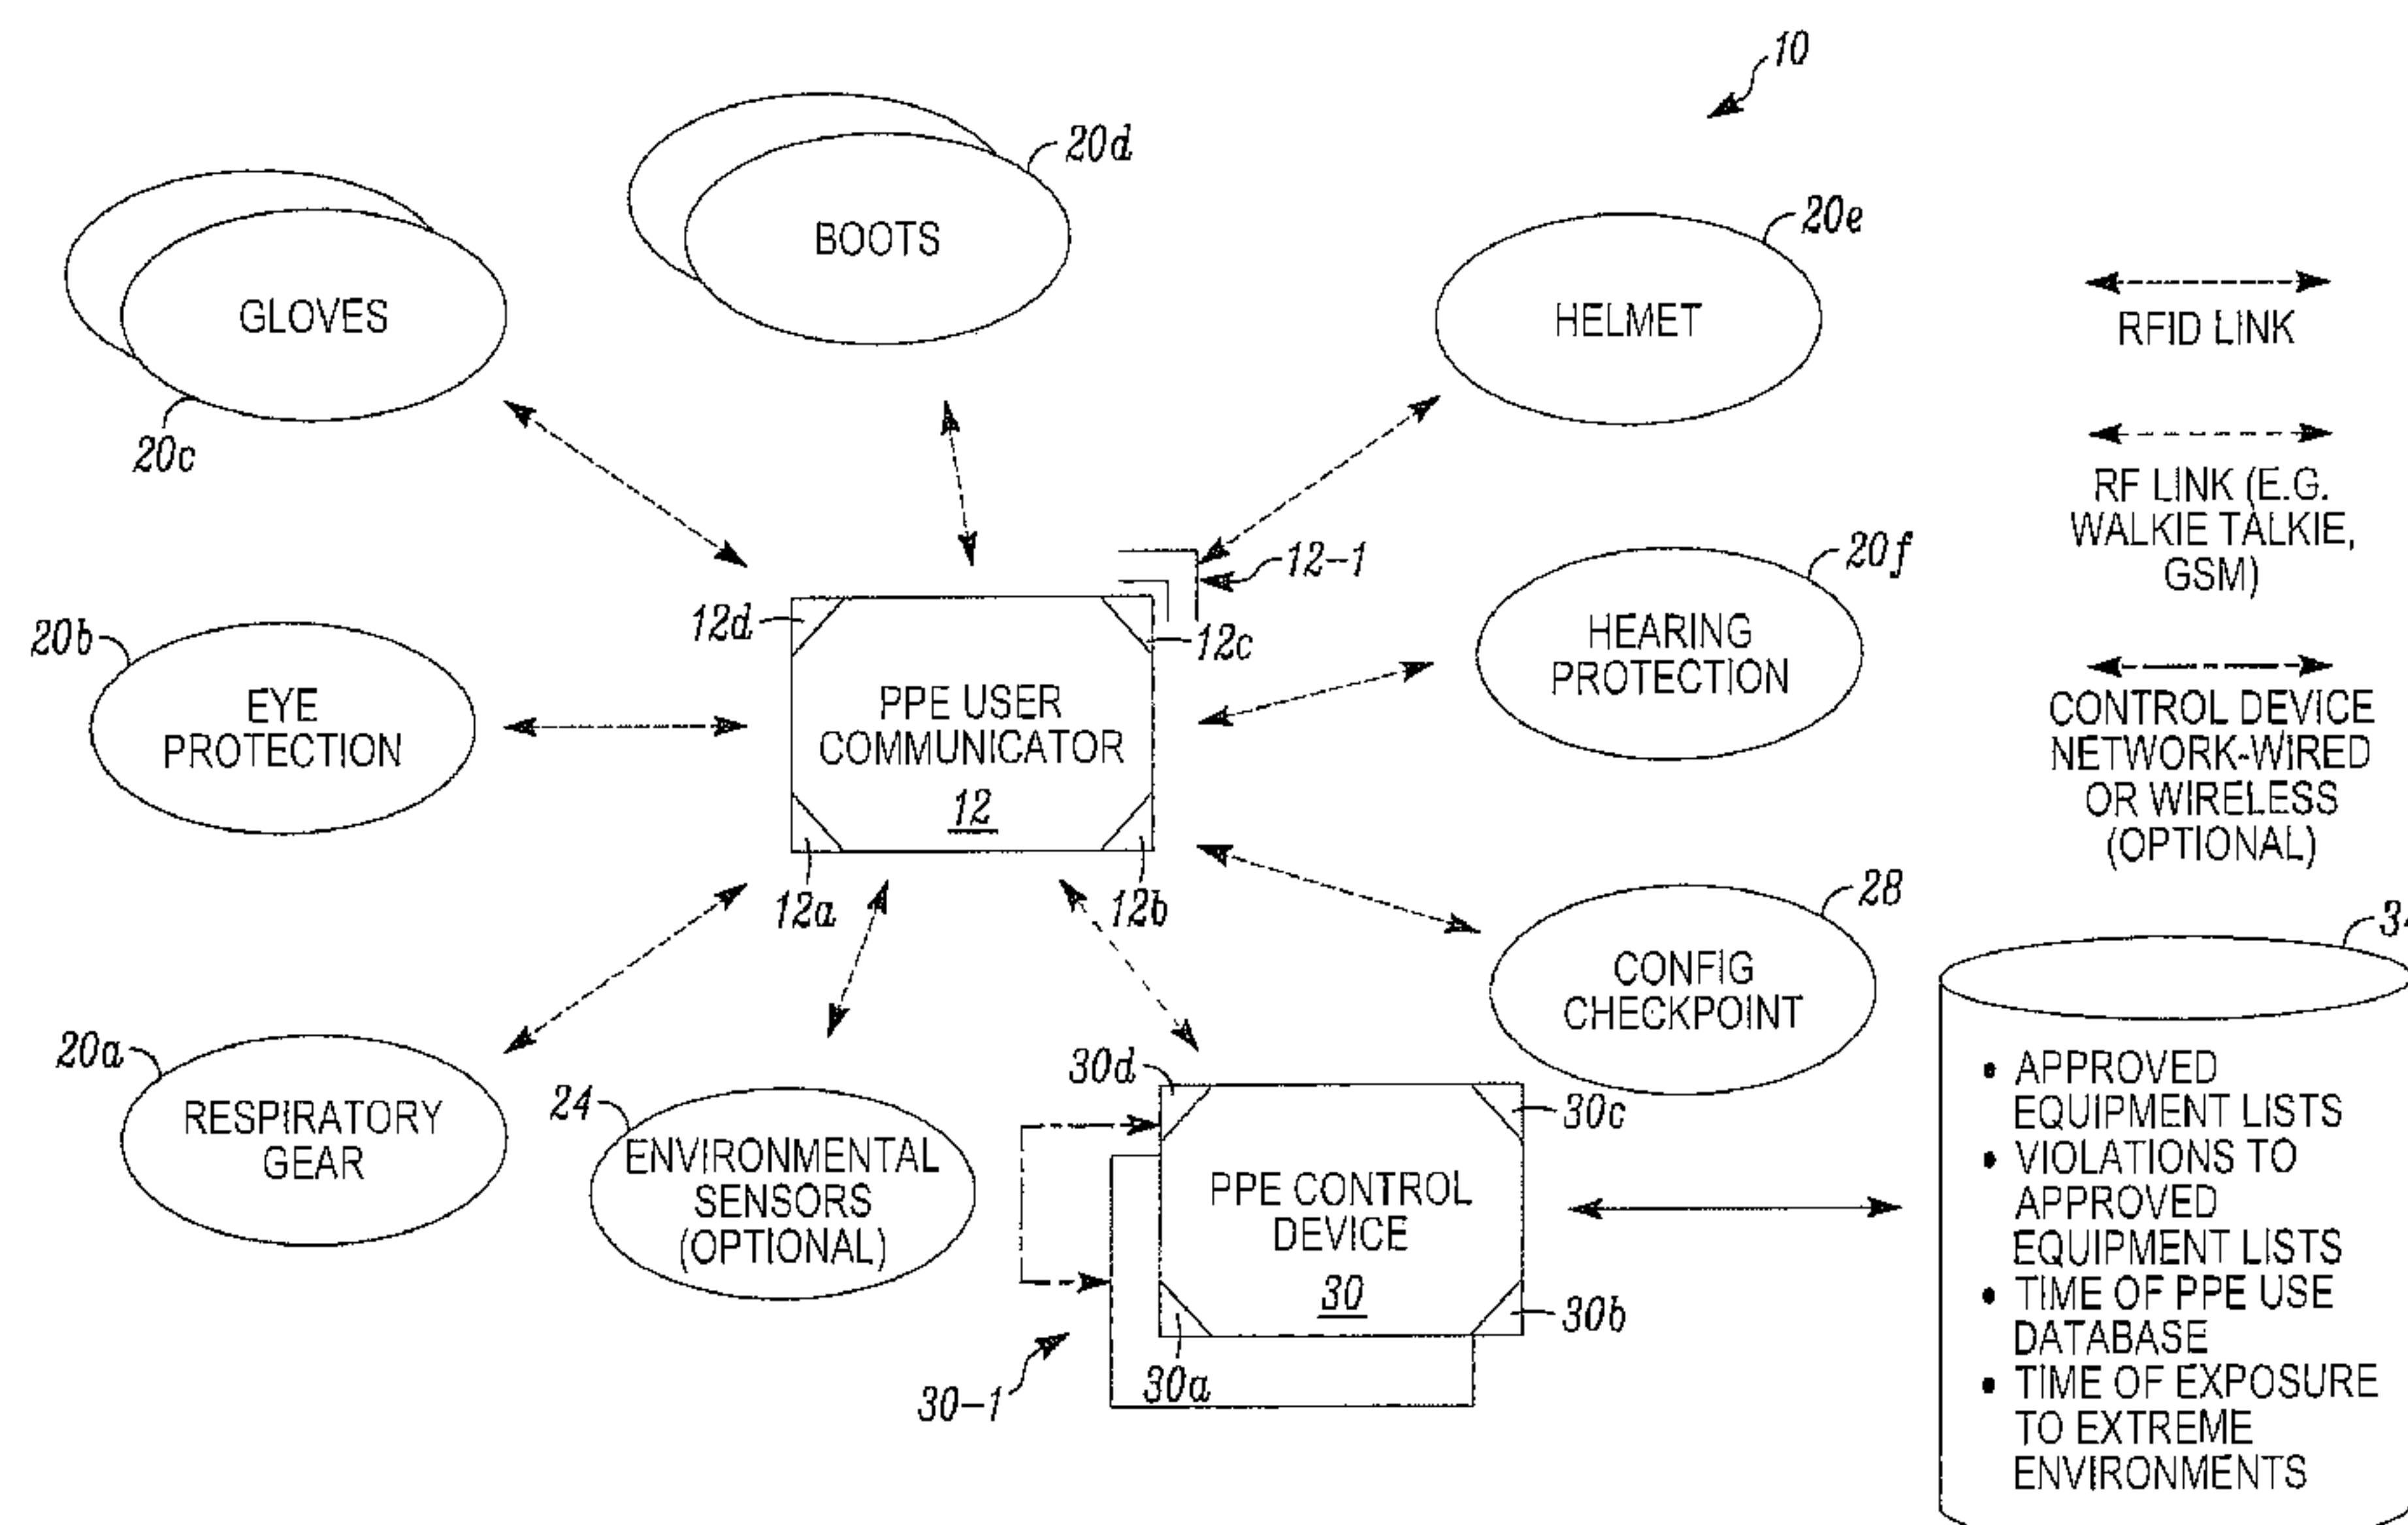 10
20d
BOOTS
20e
HELMET
GLOVES
20c
RFID LINK
RF LINK (E.G.
WALKIE TALKIE,
GSM)
12-1
20f
HEARING
PROTECTION
12d
12c
20b
EYE
PROTECTION
PPE USER
COMMUNICATOR
12
CONTROL DEVICE
NETWORK-WIRED
OR WIRELESS
(OPTIONAL)
12a
12b
28
CONFIG
CHECKPOINT
20a
RESPIRATORY
GEAR
24
ENVIRONMENTAL
SENSORS
(OPTIONAL)
30d
30c
PPE CONTROL
DEVICE
30
30b
30a
30-1
• APPROVED
EQUIPMENT LISTS
• VIOLATIONS TO
APPROVED
EQUIPMENT LISTS
• TIME OF PPE USE
DATABASE
• TIME OF EXPOSURE
TO EXTREME
ENVIRONMENTS